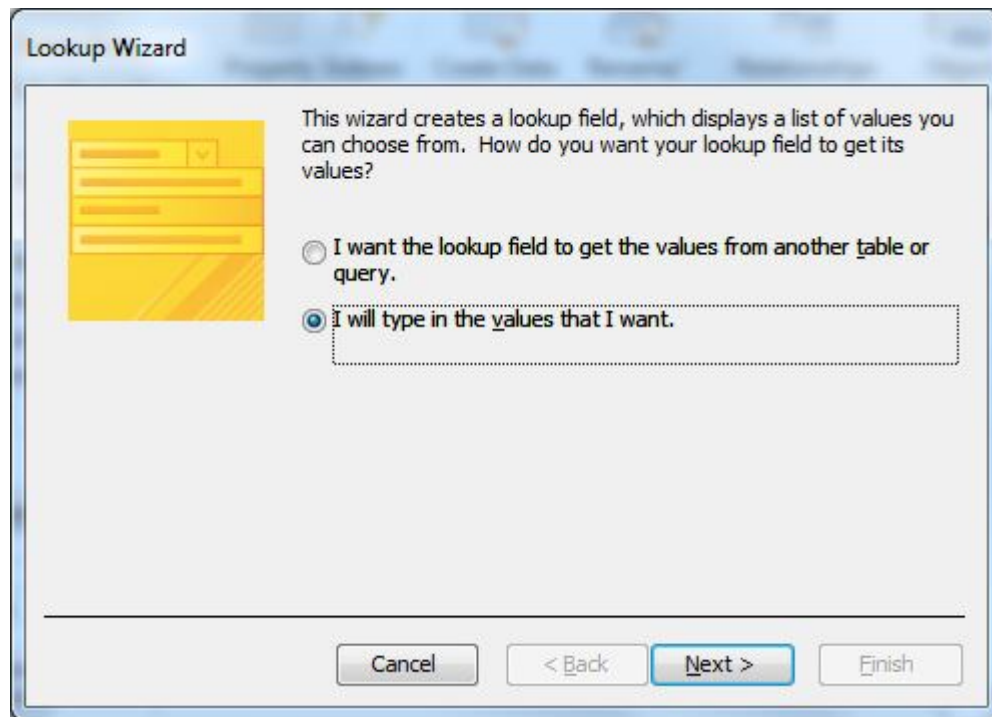 Lookup Wizard
This wizard creates a lookup field, which displays a list of values you
can choose from.  How do you want your lookup field to get its
values?
I want the lookup field to get the values from another table or
query.
I will type in the values that I want.
Cancel
< Back
Next >
Finish